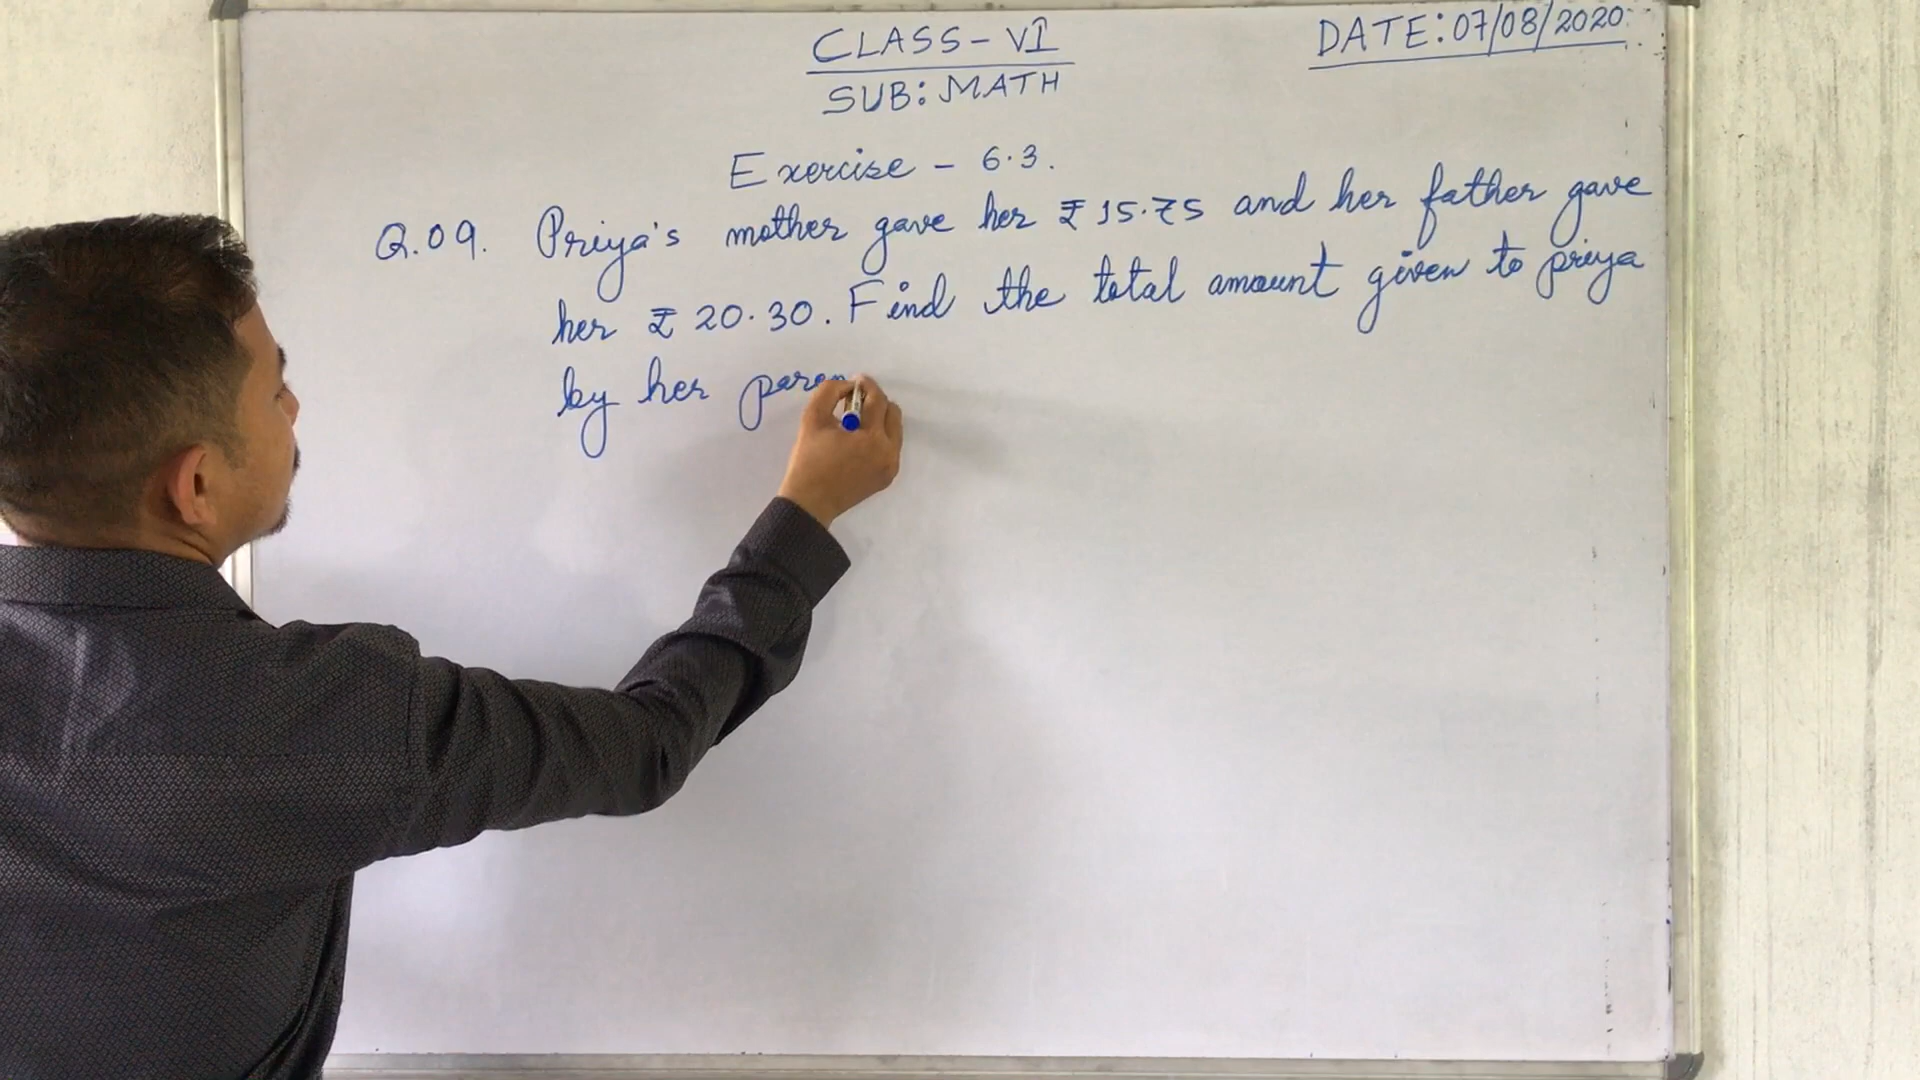 CLASS-VI
DATE:07/08/2020
SUB: MATH
Exercise - 6.3.
Q.09. Priya's mother gave her ₹ 15.75 and her father gave
her ₹ 20.30. Find the total amount given to priya
by her paren